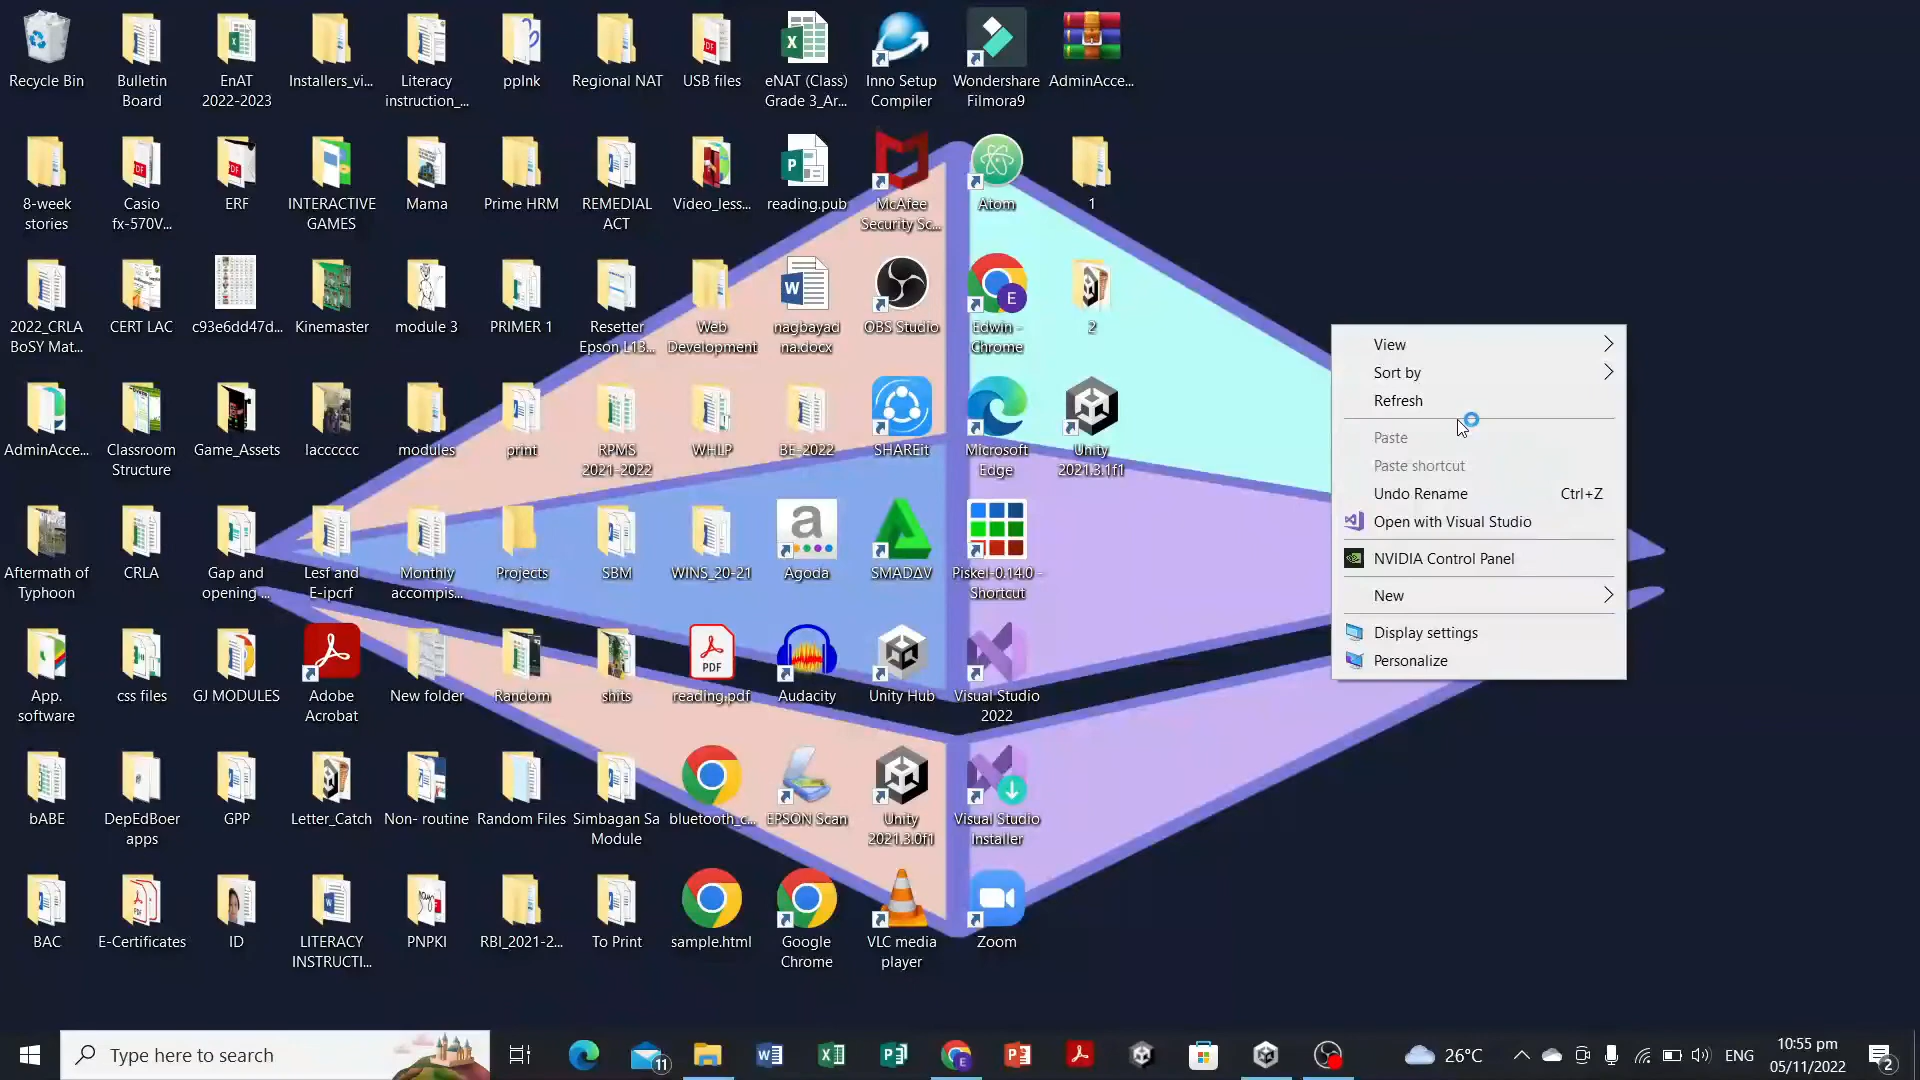 Recycle Bin
Bulletin
Board
EnAT
2022-2023
Installers_vi...
Literacy
instruction_...
ppInk
Regional NAT
USB files
eNAT (Class)
Grade 3_Ar...
Inno Setup
Compiler
Wondershare
Filmora9
AdminAcce...
8-week
stories
Casio
fx-570V...
ERF
INTERACTIVE
GAMES
Mama
Prime HRM
REMEDIAL
ACT
Video_less...
reading.pub
McAfee
Security Sc...
Atom
1
2022_CRLA
BoSY Mat...
CERT LAC
c93e6dd47d...
Kinemaster
module 3
PRIMER 1
Resetter
Epson L13...
Web
Development
nagbayad
na.docx
OBS Studio
Edwin -
Chrome
2
AdminAcce...
Classroom
Structure
Game_Assets
lacccccc
modules
print
RPMS
2021-2022
WHLP
BE-2022
SHAREit
Microsoft
Edge
Unity
2021.3.1f1
Aftermath of
Typhoon
CRLA
Gap and
opening ...
Lesf and
E-ipcrf
Monthly
accompis...
Projects
SBM
WINS_20-21
Agoda
SMADΔV
Piskel-0.14.0 -
Shortcut
App.
software
css files
GJ MODULES
Adobe
Acrobat
New folder
Random
shits
PDF
reading.pdf
Audacity
Unity Hub
Visual Studio
2022
bABE
DepEdBoer
apps
GPP
Letter_Catch
Non- routine
Random Files
Simbagan Sa
Module
bluetooth_c...
EPSON Scan
Unity
2021.3.0f1
Visual Studio
Installer
BAC
E-Certificates
ID
LITERACY
INSTRUCTI...
PNPKI
RBI_2021-2...
To Print
sample.html
Google
Chrome
VLC media
player
Zoom
View
Sort by
Refresh
Paste
Paste shortcut
Undo Rename Ctrl+Z
Open with Visual Studio
NVIDIA Control Panel
New
Display settings
Personalize
Type here to search
11
26°C
ENG
10:55 pm
05/11/2022
2